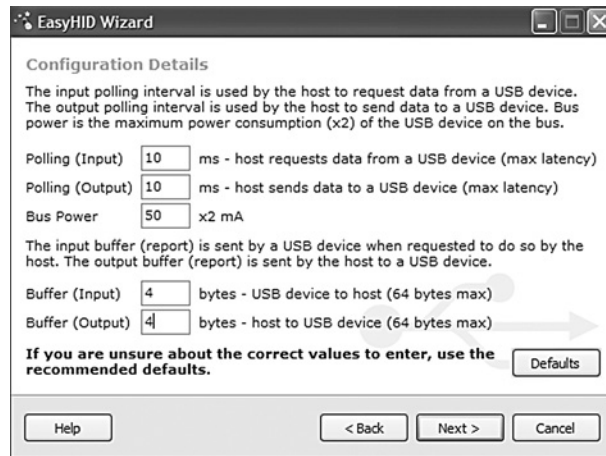 EasyHID Wizard
Configuration Details
The input polling interval is used by the host to request data from a USB device.
The output polling interval is used by the host to send data to a USB device. Bus
power is the maximum power consumption (x2) of the USB device on the bus.
Polling (Input) 10 ms - host requests data from a USB device (max latency)
Polling (Output) 10 ms - host sends data to a USB device (max latency)
Bus Power 50 x2 mA
The input buffer (report) is sent by a USB device when requested to do so by the
host. The output buffer (report) is sent by the host to a USB device.
Buffer (Input) 4 bytes - USB device to host (64 bytes max)
Buffer (Output) 4 bytes - host to USB device (64 bytes max)
If you are unsure about the correct values to enter, use the
recommended defaults.
Defaults
Help < Back Next > Cancel